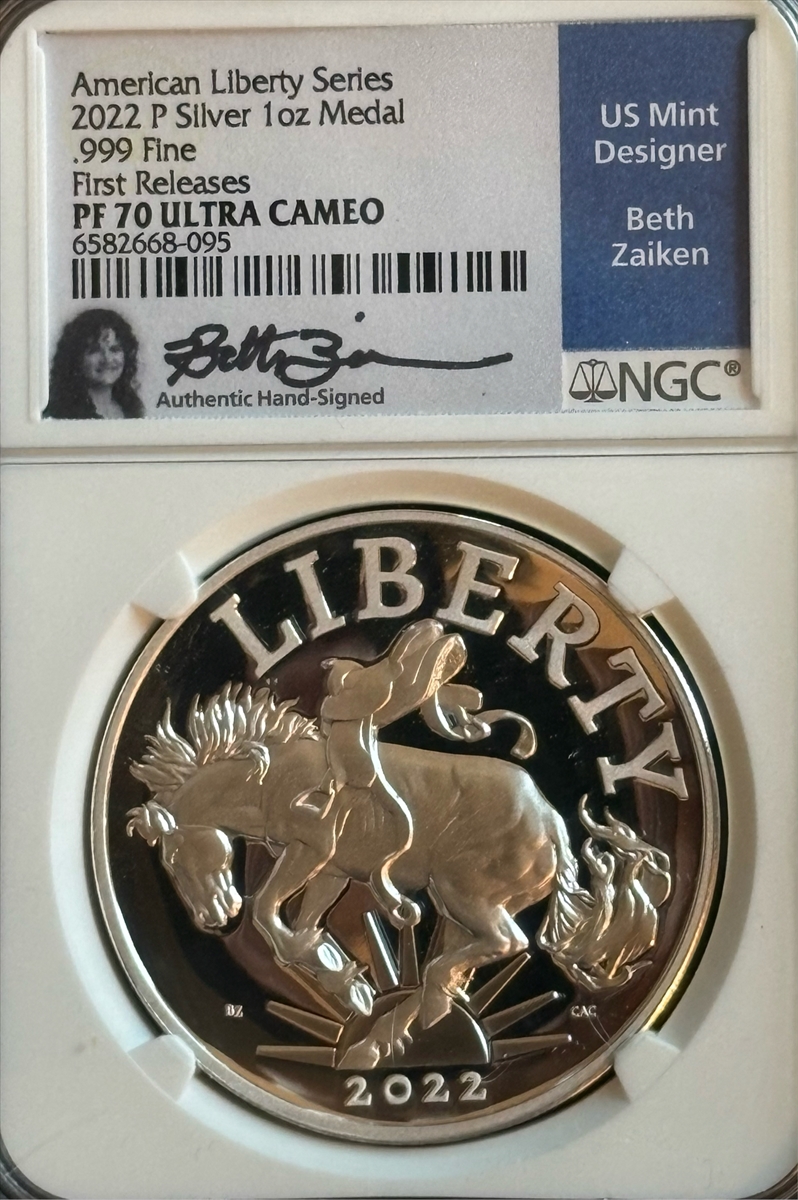 American Liberty Series
2022 P Silver 1oz Medal
.999 Fine
First Releases
PF 70 ULTRA CAMEO
6582668-095
Authentic Hand-Signed
US Mint
Designer
Beth
Zaiken
NGC®
LIBERTY
BZ
CAC
2022